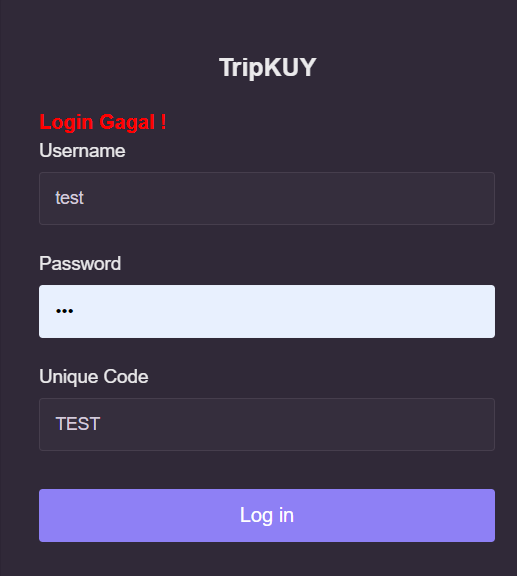 TripKUY
Login Gagal !
Username
test
Password
•••
Unique Code
TEST
Log in